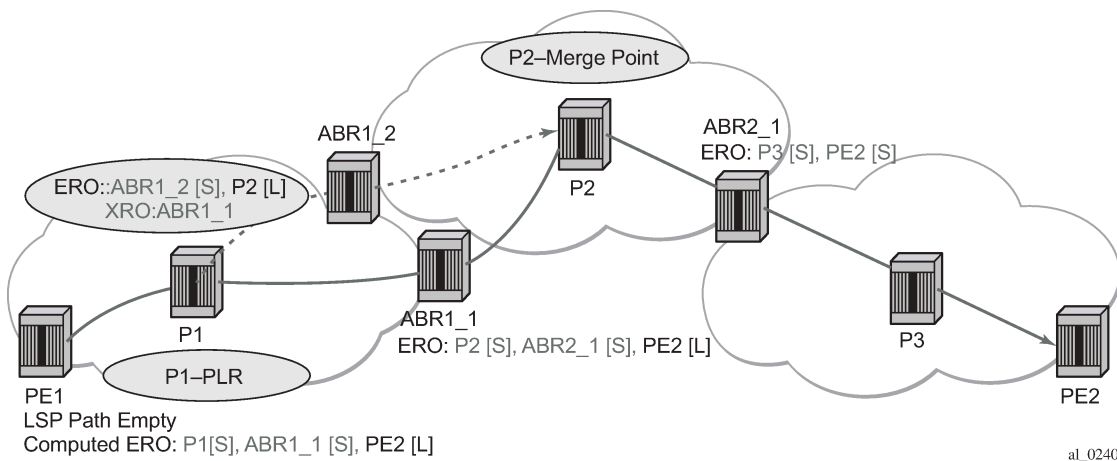 P2–Merge Point
ABR1_2
ABR2_1
ERO: P3 [S], PE2 [S]
P2
ERO::ABR1_2 [S], P2 [L]
XRO:ABR1_1
P1
ABR1_1
ERO: P2 [S], ABR2_1 [S], PE2 [L]
P3
P1–PLR
PE1
PE2
LSP Path Empty
Computed ERO: P1[S], ABR1_1 [S], PE2 [L]
al_0240